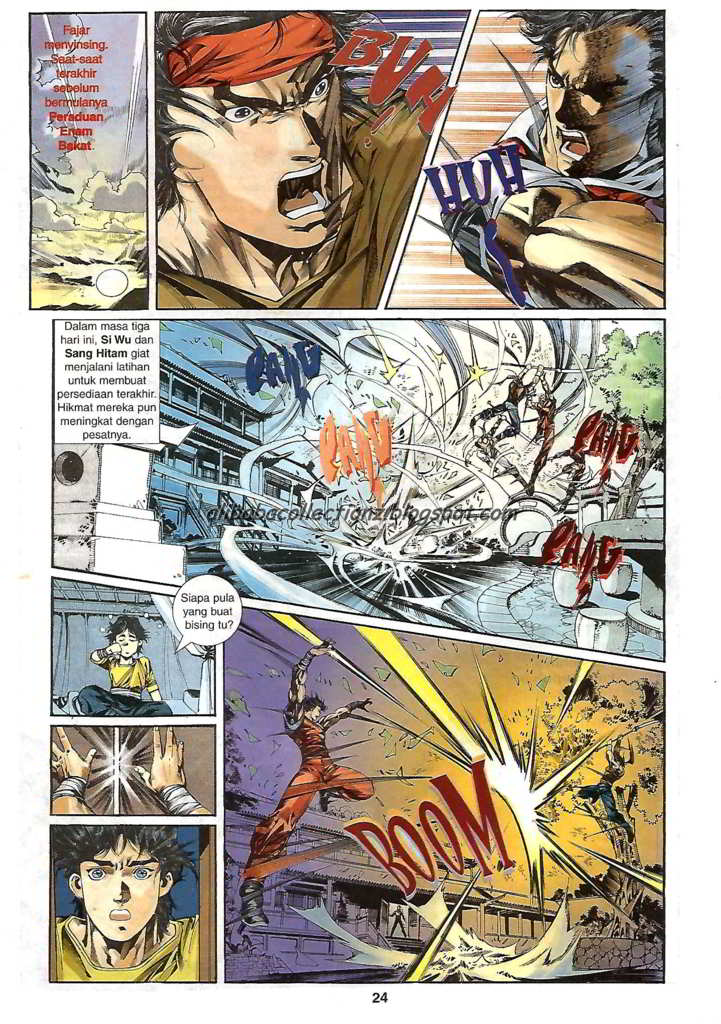 Fajar
menyinsing.
Saat-saat
terakhir
sebelum
bermulanya
Peraduan
Enam
Bakat.
BUH
HUH
Dalam masa tiga
hari ini, Si Wu dan
Sang Hitam giat
menjalani latihan
untuk membuat
persediaan terakhir.
Hikmat mereka pun
meningkat dengan
pesatnya.
PANG
PANG
PANG
PANG
alibabacollectionz.blogspot.com
Siapa pula
yang buat
bising tu?
BOOM
24